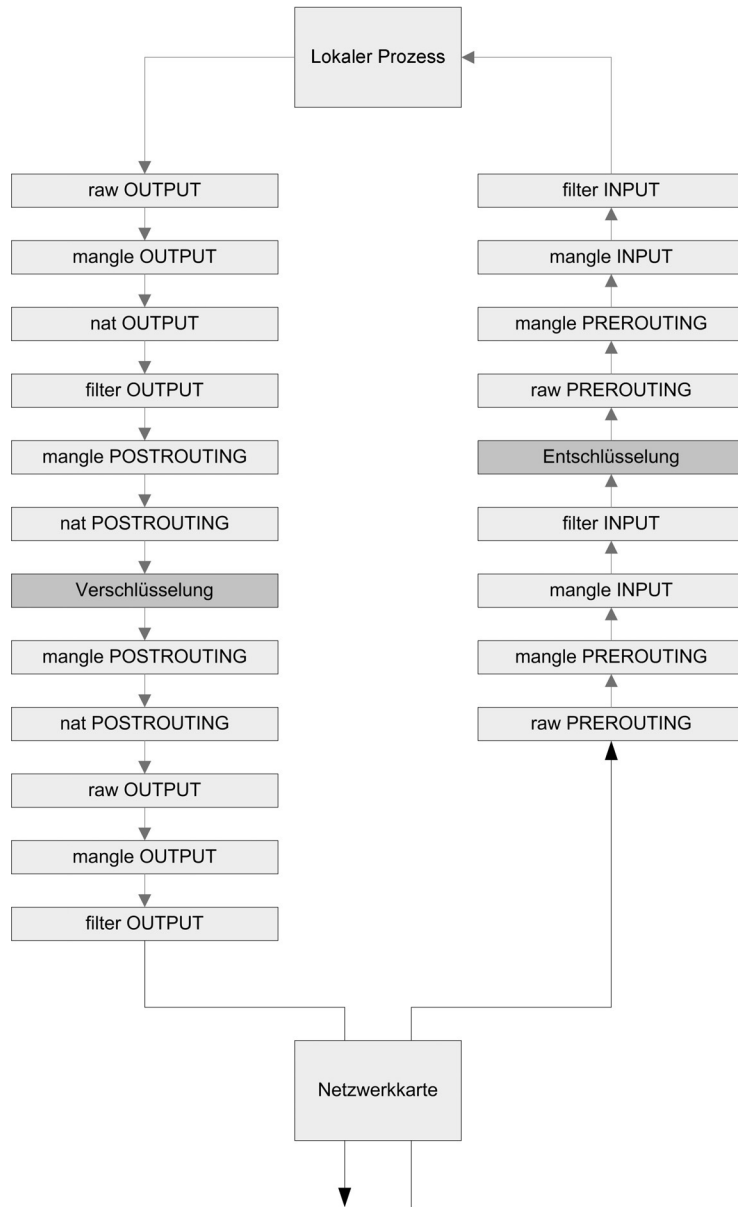 Lokaler Prozess
raw OUTPUT
mangle OUTPUT
nat OUTPUT
filter OUTPUT
mangle POSTROUTING
nat POSTROUTING
Verschlüsselung
mangle POSTROUTING
nat POSTROUTING
raw OUTPUT
mangle OUTPUT
filter OUTPUT
filter INPUT
mangle INPUT
mangle PREROUTING
raw PREROUTING
Entschlüsselung
filter INPUT
mangle INPUT
mangle PREROUTING
raw PREROUTING
Netzwerkkarte